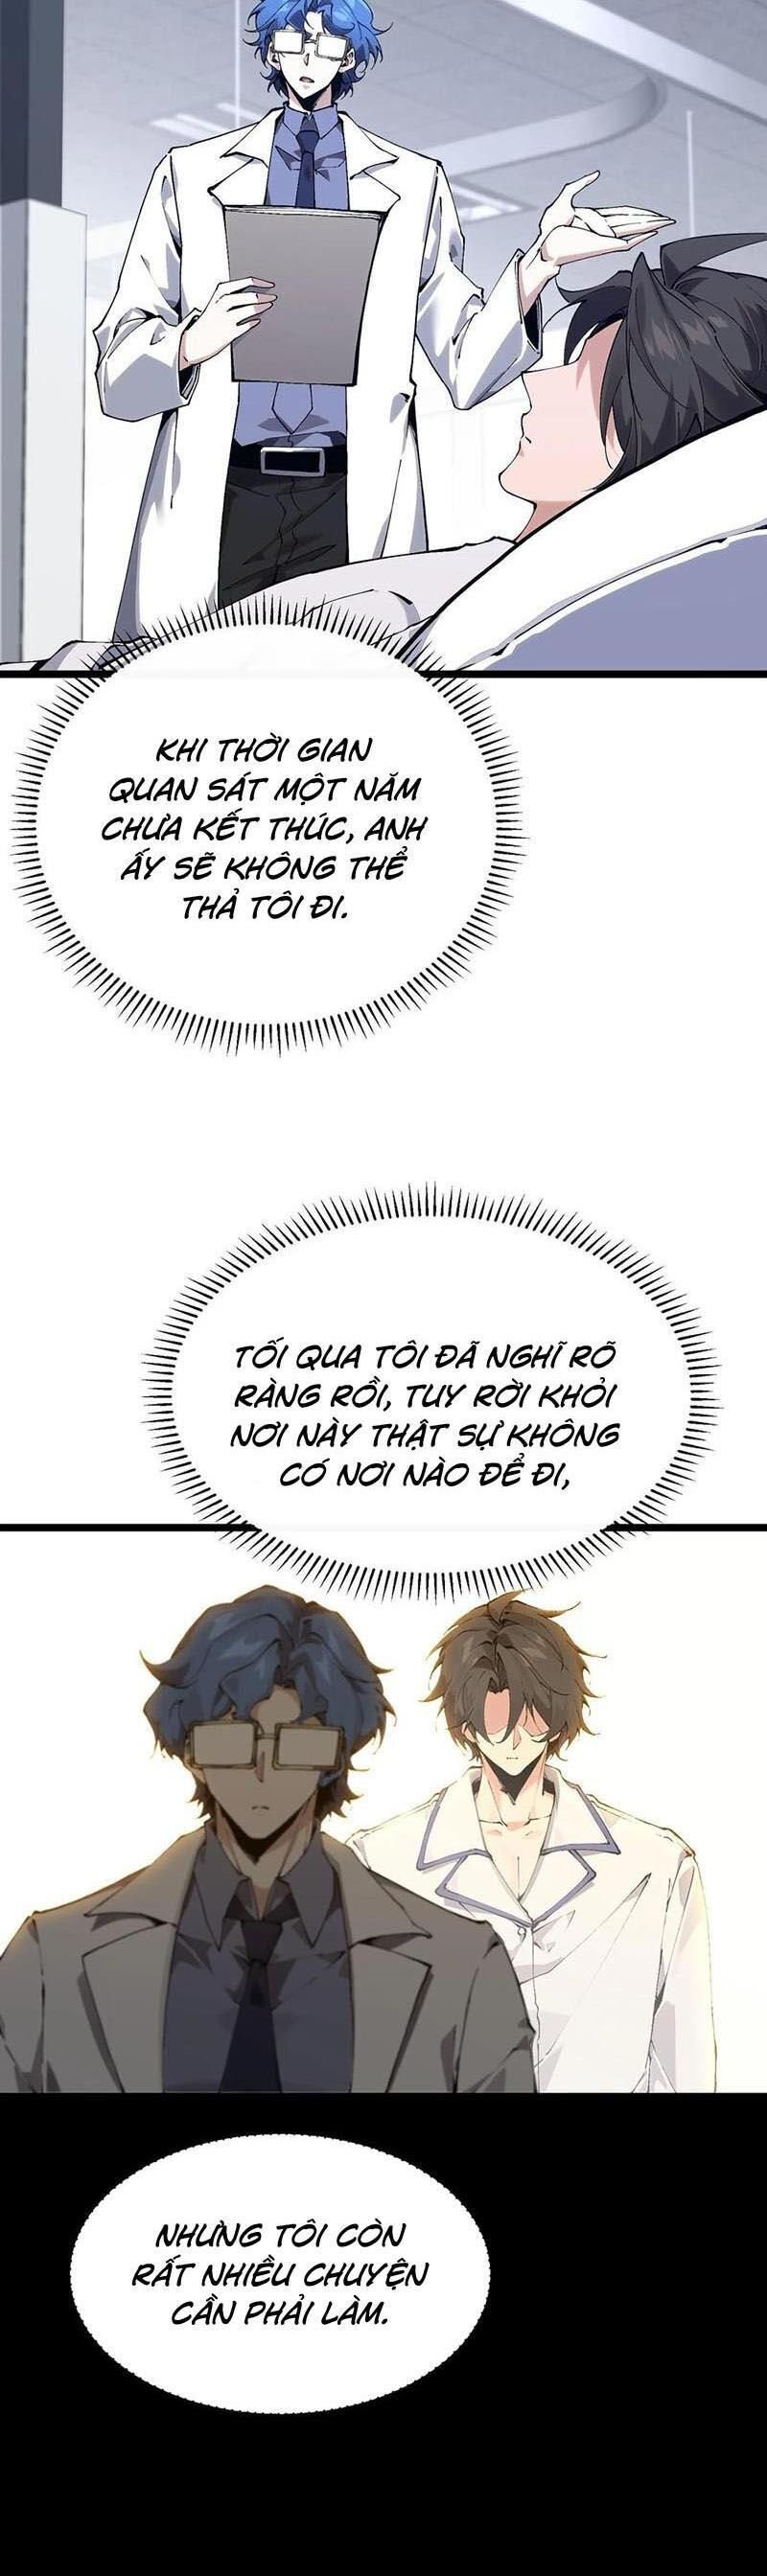 KHI THỜI GIAN
QUAN SÁT MỘT NĂM
CHƯA KẾT THÚC, ANH
ẤY SẼ KHÔNG THỂ
THẢ TÔI ĐI.
TỐI QUA TÔI ĐÃ NGHĨ RÕ
RÀNG RỒI, TUY RỜI KHỎI
NƠI NÀY THẬT SỰ KHÔNG
CÓ NƠI NÀO ĐỂ ĐI,
NHƯNG TÔI CÒN
RẤT NHIỀU CHUYỆN
CẦN PHẢI LÀM.